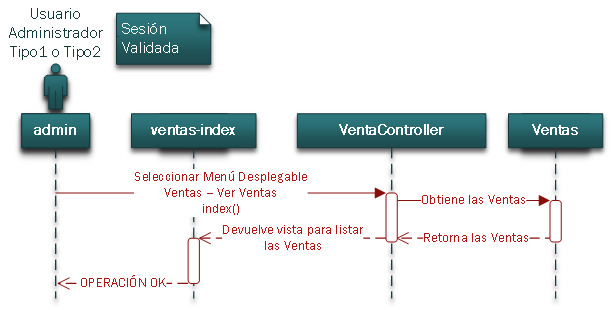 Usuario
Administrador
Tipo1 o Tipo2
Sesión
Validada
admin
ventas-index
VentaController
Ventas
Seleccionar Menú Desplegable
Ventas – Ver Ventas
index()
Obtiene las Ventas
Devuelve vista para listar
las Ventas
Retorna las Ventas
OPERACIÓN OK